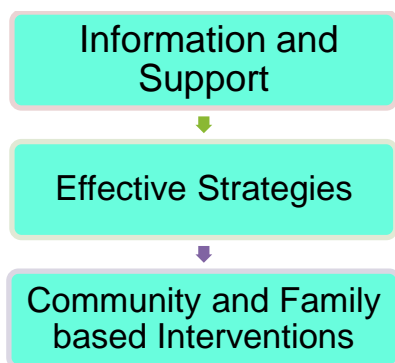 Information and
Support
Effective Strategies
Community and Family
based Interventions